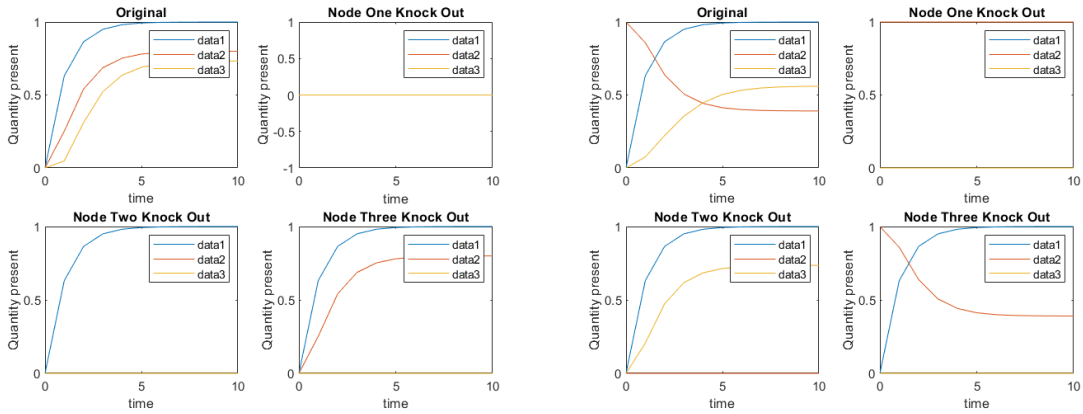 Original
1
0.5
0
0
5
10
Quantity present
time
data1
data2
data3
Node One Knock Out
1
0.5
0
-0.5
-1
0
5
10
Quantity present
time
data1
data2
data3
Original
1
0.5
0
0
5
10
Quantity present
time
data1
data2
data3
Node One Knock Out
1
0.5
0
0
5
10
Quantity present
time
data1
data2
data3
Node Two Knock Out
1
0.5
0
0
5
10
Quantity present
time
data1
data2
data3
Node Three Knock Out
1
0.5
0
0
5
10
Quantity present
time
data1
data2
data3
Node Two Knock Out
1
0.5
0
0
5
10
Quantity present
time
data1
data2
data3
Node Three Knock Out
1
0.5
0
0
5
10
Quantity present
time
data1
data2
data3